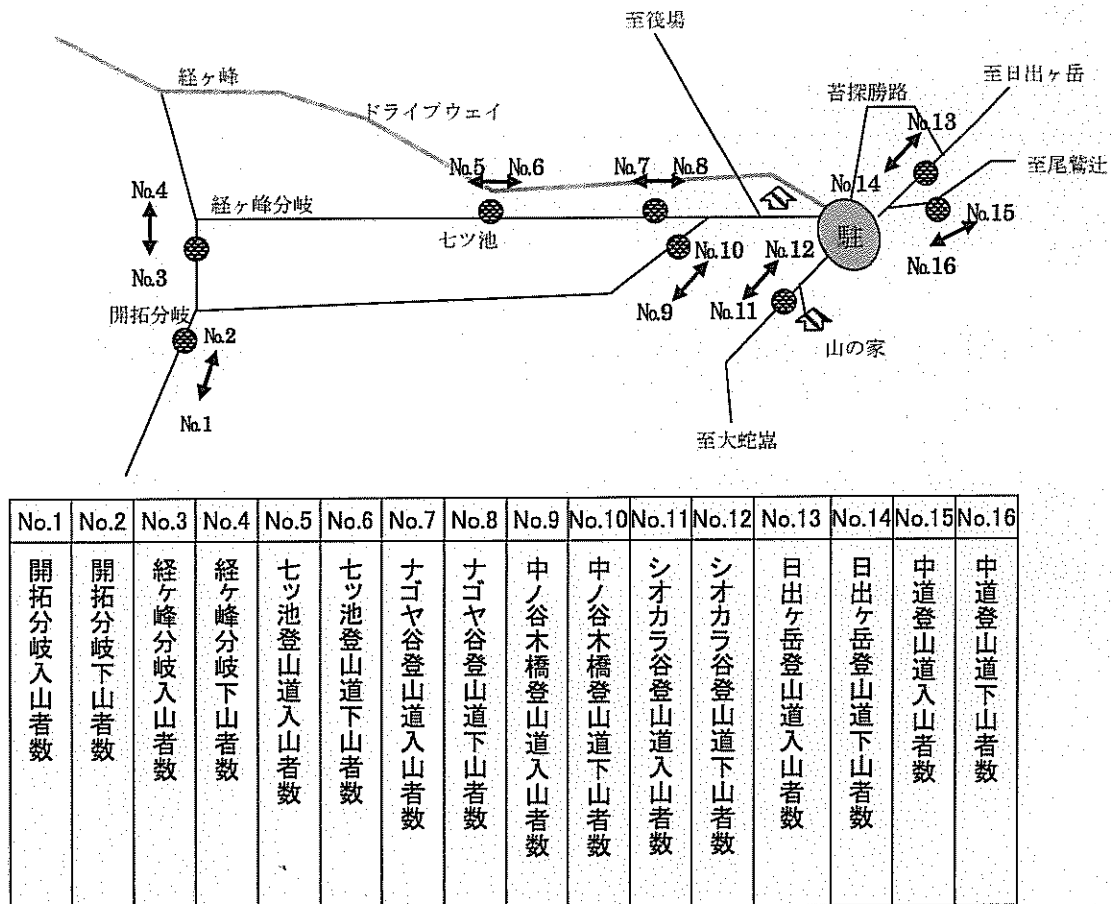 至筏場
経ヶ峰
至日出ヶ岳
苔探勝路
ドライブウェイ
No.13
No.5
No.6
No.7
No.8
至尾鷲辻
No.4
No.14
経ヶ峰分岐
No.15
七ツ池
駐
No.10
No.12
No.3
No.16
No.9
No.11
開拓分岐
No.2
山の家
No.1
至大蛇嵓
No.1 No.2 No.3 No.4 No.5 No.6 No.7 No.8 No.9 No.10 No.11 No.12 No.13 No.14 No.15 No.16
開拓分岐入山者数
開拓分岐下山者数
経ヶ峰分岐入山者数
経ヶ峰分岐下山者数
七ツ池登山道入山者数
七ツ池登山道下山者数
ナゴヤ谷登山道入山者数
ナゴヤ谷登山道下山者数
中ノ谷木橋登山道入山者数
中ノ谷木橋登山道下山者数
シオカラ谷登山道入山者数
シオカラ谷登山道下山者数
日出ヶ岳登山道入山者数
日出ヶ岳登山道下山者数
中道登山道入山者数
中道登山道下山者数